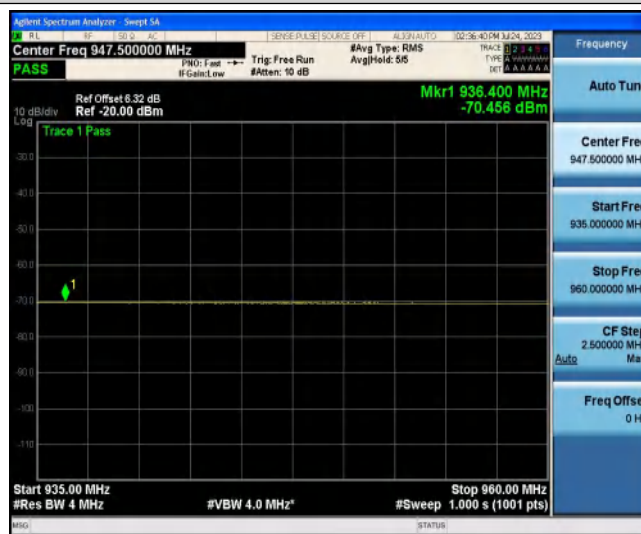 Agilent Spectrum Analyzer - Swept SA
RL RF 50 Ω AC SENSE:PULSE SOURCE OFF ALIGNAUTO 02:36:40 PM Jul 24, 2023
Center Freq 947.500000 MHz
#Avg Type: RMS
TRACE 1 2 3 4 5 6
PASS
PNO: Fast
Trig: Free Run
Avg|Hold: 5/5
TYPE
IFGain:Low
#Atten: 10 dB
DET A A A A A A
Mkr1 936.400 MHz
-70.456 dBm
Ref Offset 6.32 dB
10 dB/div
Ref -20.00 dBm
Log
Trace 1 Pass
-30.0
-40.0
-50.0
-60.0
1
-70.0
-80.0
-90.0
-100
-110
Start 935.00 MHz
Stop 960.00 MHz
#Res BW 4 MHz
#VBW 4.0 MHz*
#Sweep 1.000 s (1001 pts)
MSG
STATUS
Frequency
Auto Tun
Center Fre
947.500000 MH
Start Fre
935.000000 MH
Stop Fre
960.000000 MH
CF Ste
2.500000 MH
Auto Ma
Freq Offse
0 H